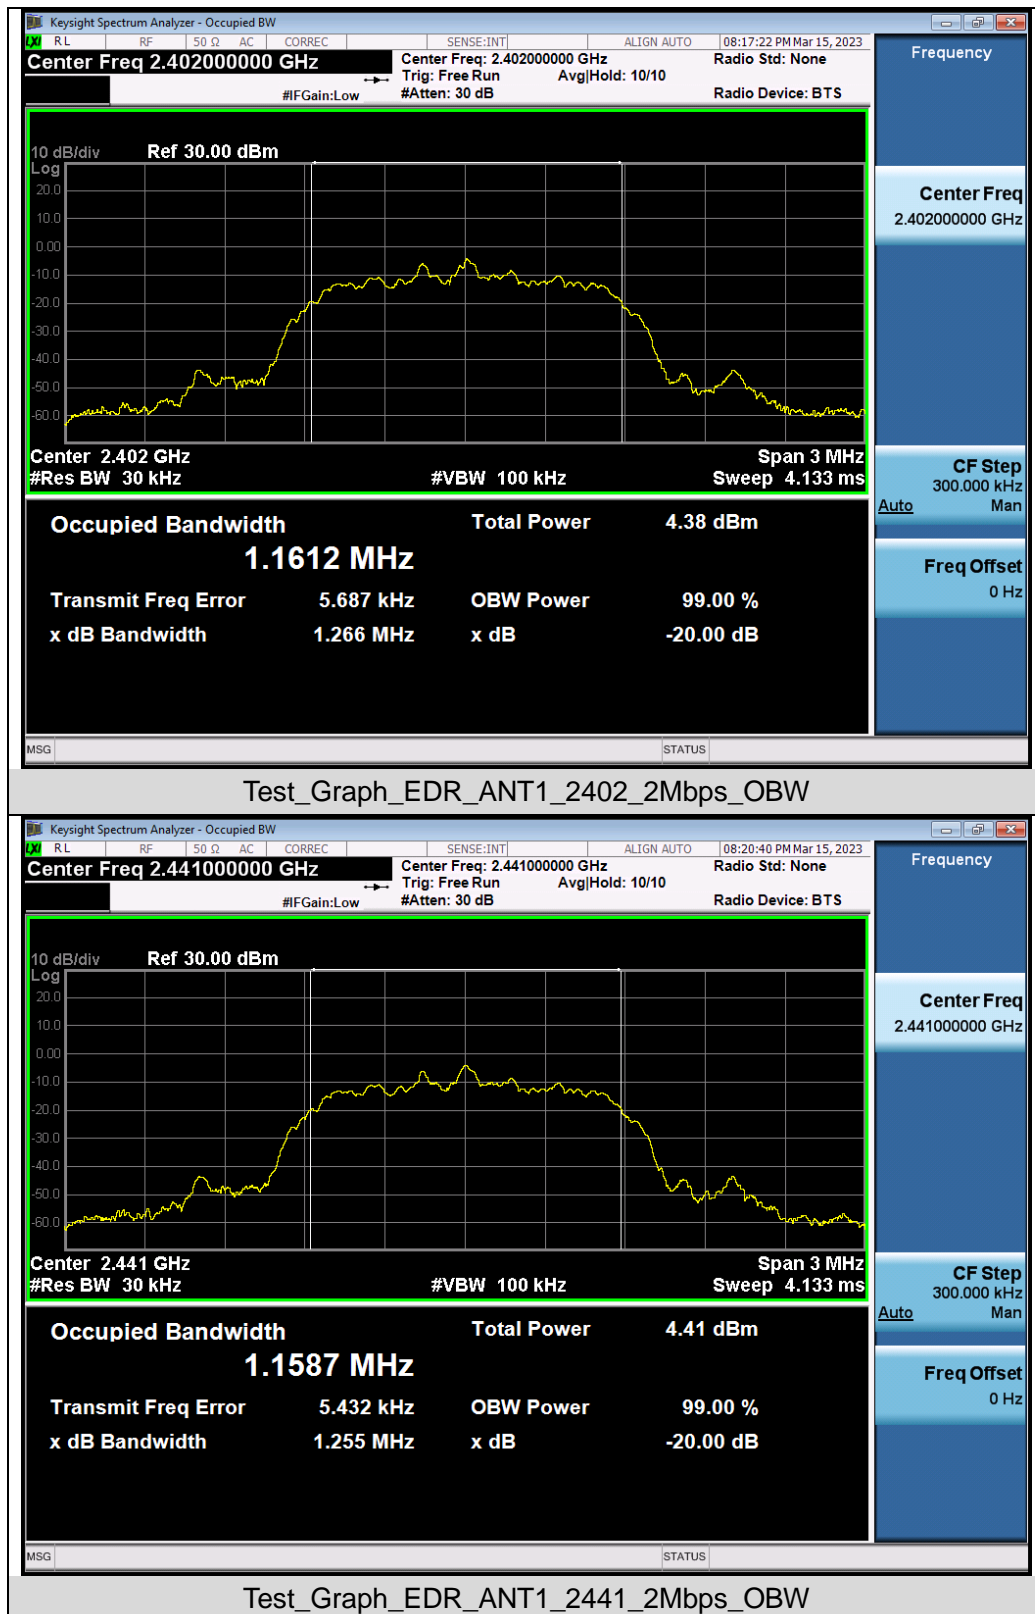 Keysight Spectrum Analyzer - Occupied BW
LXI RL RF 50 Ω AC CORREC SENSE:INT ALIGN AUTO 08:17:22 PM Mar 15, 2023
Center Freq 2.402000000 GHz
Center Freq: 2.402000000 GHz Radio Std: None
Trig: Free Run Avg|Hold: 10/10
#IFGain:Low #Atten: 30 dB Radio Device: BTS
Frequency
10 dB/div Ref 30.00 dBm
Log
20.0
10.0
0.00
-10.0
-20.0
-30.0
-40.0
-50.0
-60.0
Center 2.402 GHz Span 3 MHz
#Res BW 30 kHz #VBW 100 kHz Sweep 4.133 ms
Center Freq
2.402000000 GHz
CF Step
300.000 kHz
Auto Man
Freq Offset
0 Hz
Occupied Bandwidth Total Power 4.38 dBm
1.1612 MHz
Transmit Freq Error 5.687 kHz OBW Power 99.00 %
x dB Bandwidth 1.266 MHz x dB -20.00 dB
MSG STATUS
Test_Graph_EDR_ANT1_2402_2Mbps_OBW
Keysight Spectrum Analyzer - Occupied BW
LXI RL RF 50 Ω AC CORREC SENSE:INT ALIGN AUTO 08:20:40 PM Mar 15, 2023
Center Freq 2.441000000 GHz
Center Freq: 2.441000000 GHz Radio Std: None
Trig: Free Run Avg|Hold: 10/10
#IFGain:Low #Atten: 30 dB Radio Device: BTS
Frequency
10 dB/div Ref 30.00 dBm
Log
20.0
10.0
0.00
-10.0
-20.0
-30.0
-40.0
-50.0
-60.0
Center 2.441 GHz Span 3 MHz
#Res BW 30 kHz #VBW 100 kHz Sweep 4.133 ms
Center Freq
2.441000000 GHz
CF Step
300.000 kHz
Auto Man
Freq Offset
0 Hz
Occupied Bandwidth Total Power 4.41 dBm
1.1587 MHz
Transmit Freq Error 5.432 kHz OBW Power 99.00 %
x dB Bandwidth 1.255 MHz x dB -20.00 dB
MSG STATUS
Test_Graph_EDR_ANT1_2441_2Mbps_OBW